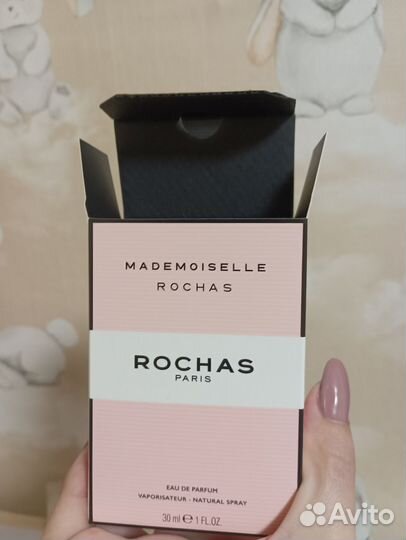 MADEMOISELLE
ROCHAS
ROCHAS
PARIS
EAU DE PARFUM
VAPORISATEUR - NATURAL SPRAY
30 ml ℮ 1 FL.OZ.
Avito